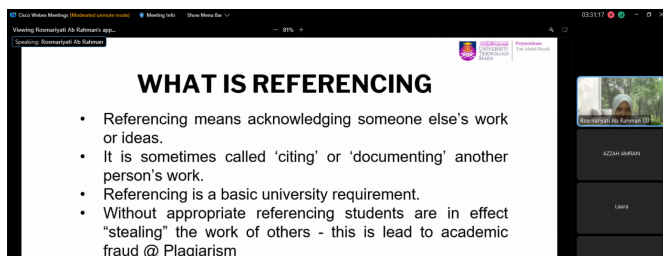 Cisco Webex Meetings (Moderated unmute mode) Meeting Info Show Menu Bar
03:31:17
Viewing Rosmariyati Ab Rahman's app...
81%
Speaking: Rosmariyati Ab Rahman
UNIVERSITI
TEKNOLOGI
MARA
Perpustakaan
Tun Abdul Razak
WHAT IS REFERENCING
• Referencing means acknowledging someone else's work
or ideas.
• It is sometimes called 'citing' or 'documenting' another
person's work.
• Referencing is a basic university requirement.
• Without appropriate referencing students are in effect
"stealing" the work of others - this is lead to academic
fraud @ Plagiarism
Rosmariyati Ab Rahman
AZZAH AMRAN
Laura